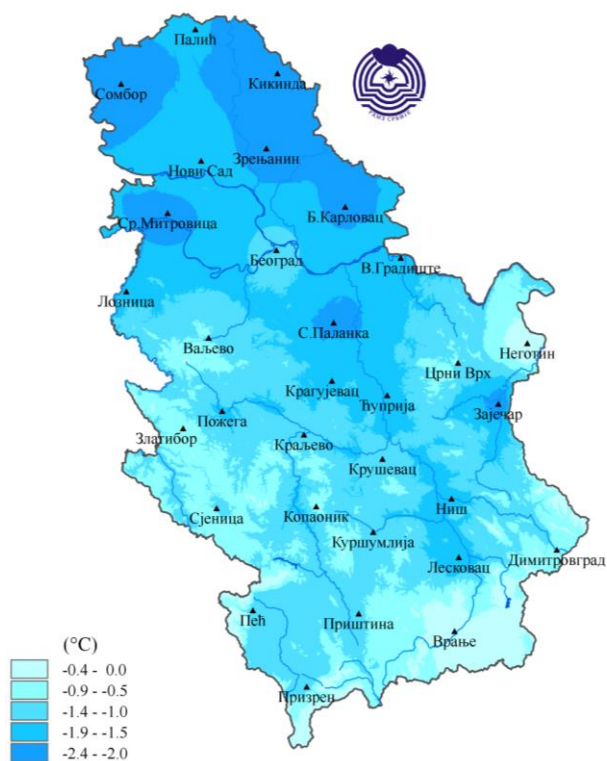 Палић
Сомбор
Кикинда
Зрењанин
Нови Сад
Ср.Митровица
Б.Карловац
Београд
В.Градиште
Лозница
С.Паланка
Ваљево
Неготин
Црни Врх
Крагујевац
Ћуприја
Зајечар
Пожега
Златибор
Краљево
Крушевац
Сјеница
Копаоник
Ниш
Куршумлија
Димитровград
Лесковац
Пећ
Приштина
Врање
Призрен
(°C)
-0.4 - 0.0
-0.9 - -0.5
-1.4 - -1.0
-1.9 - -1.5
-2.4 - -2.0